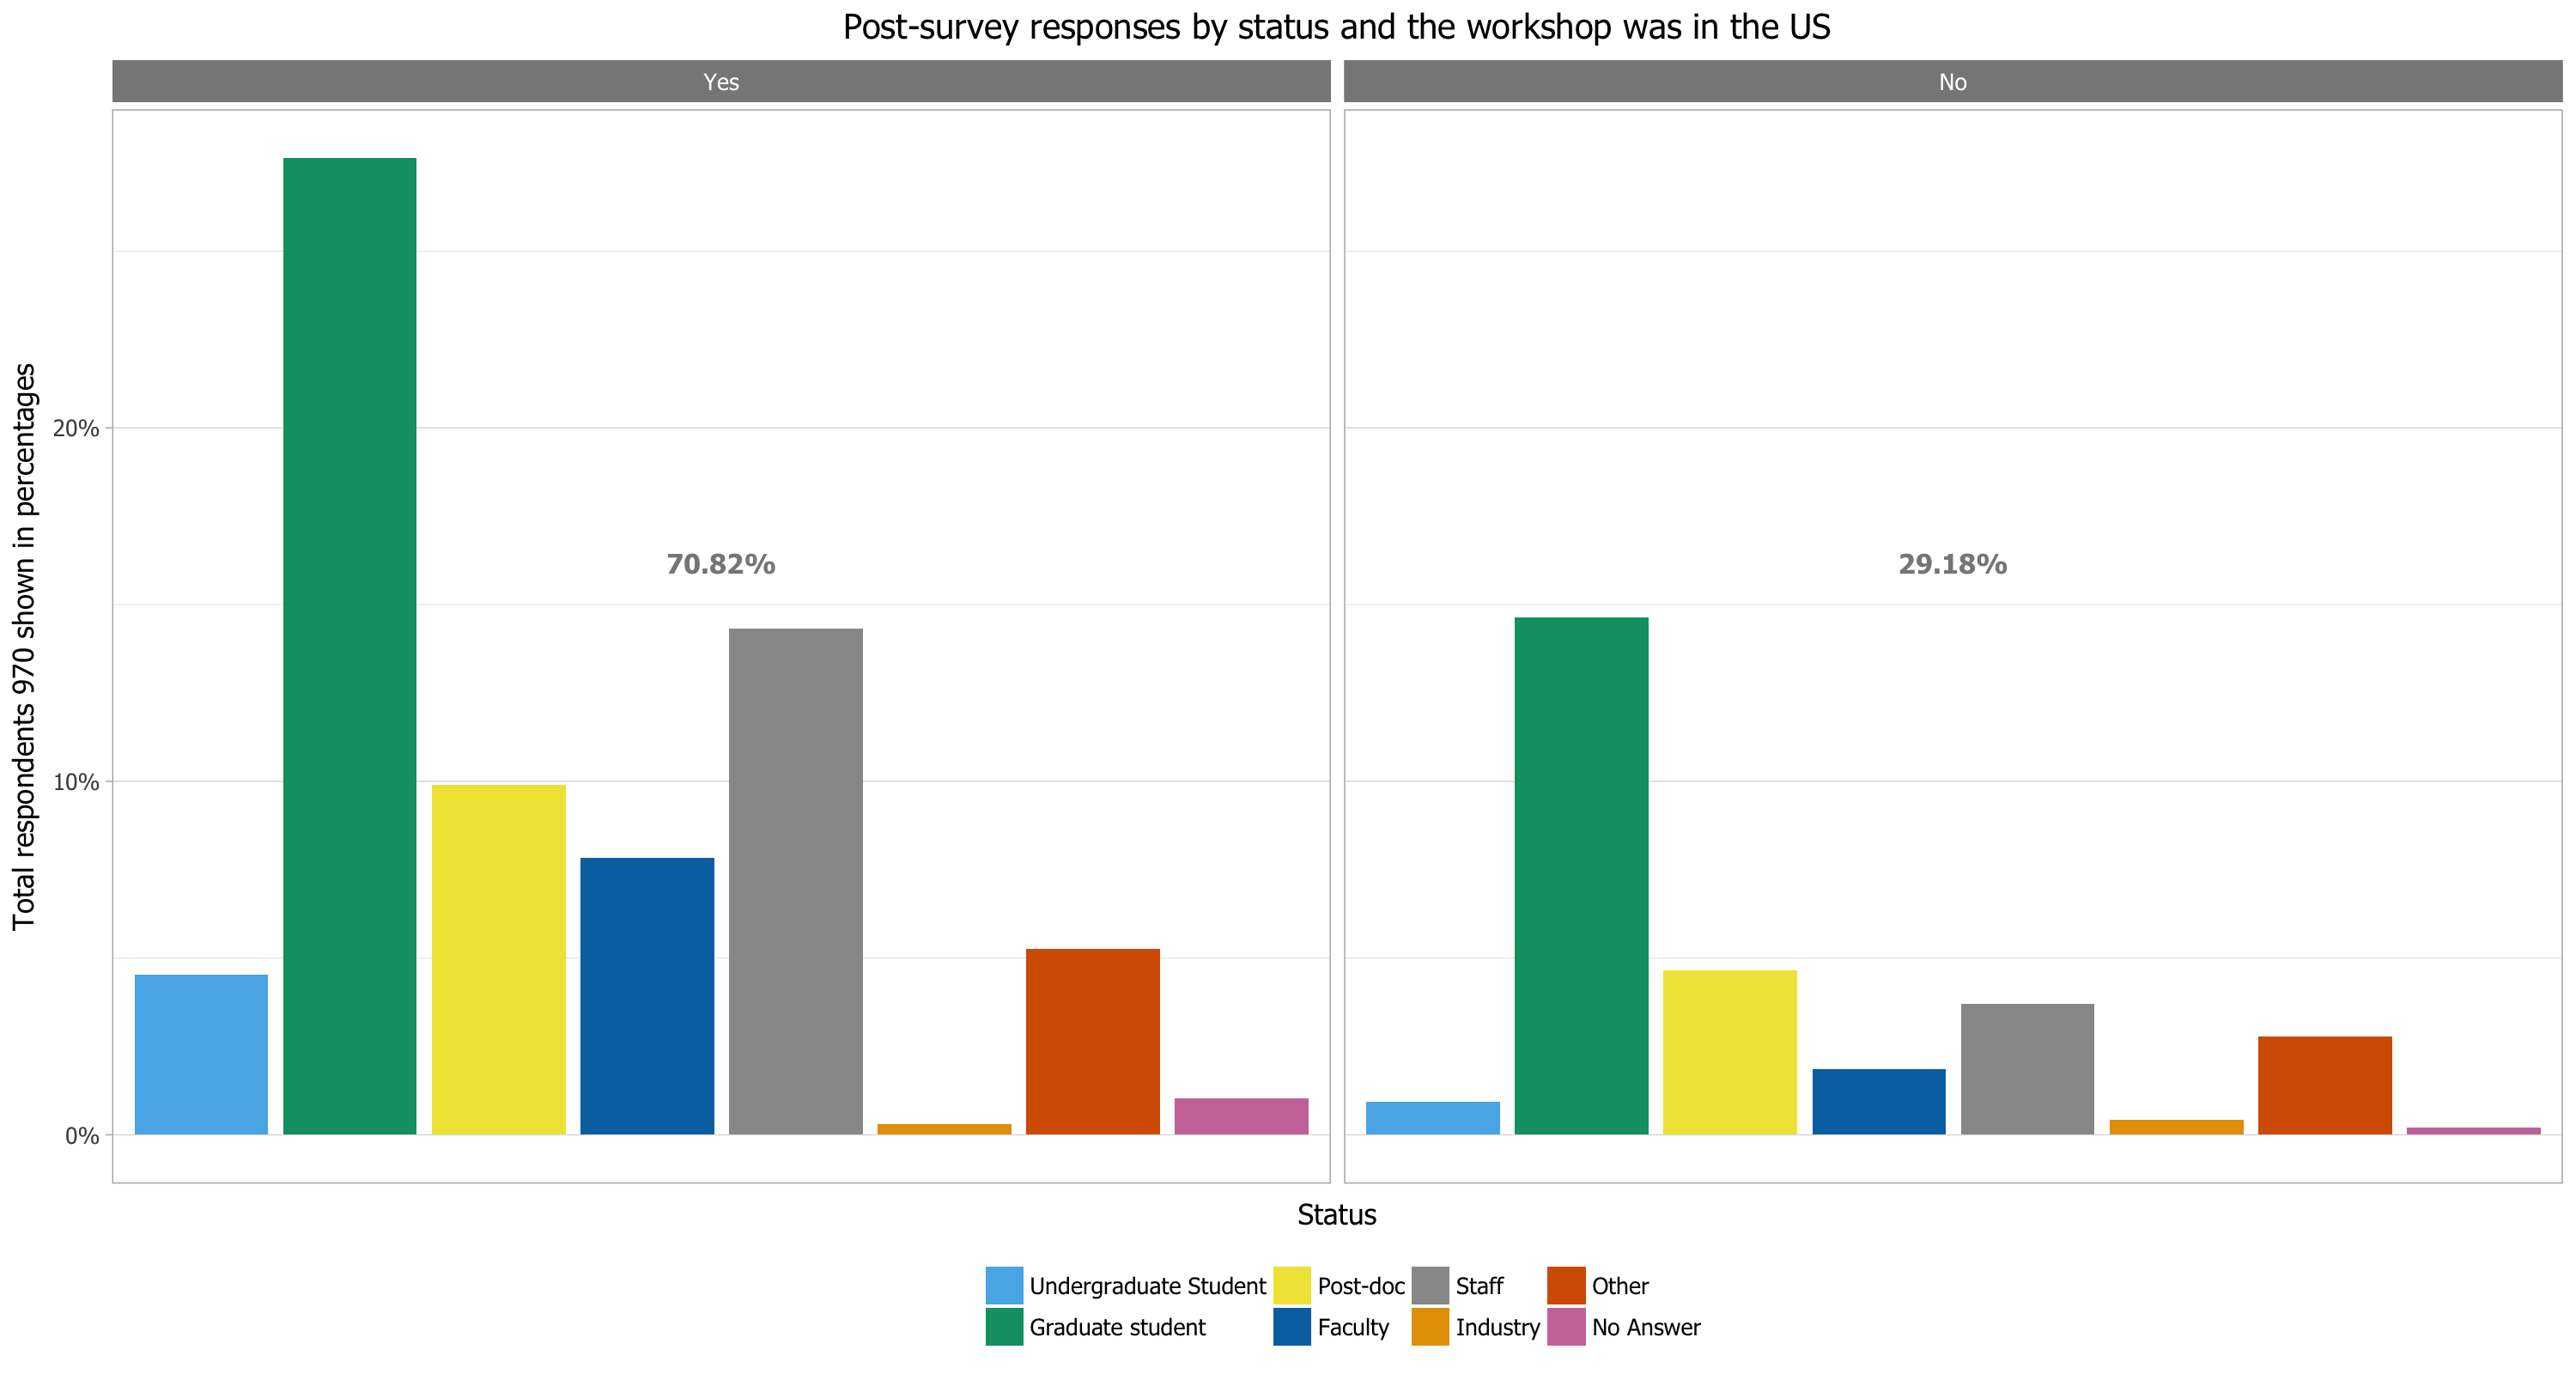 Post-survey responses by status and the workshop was in the US
Yes
No
Total respondents 970 shown in percentages
20%
10%
0%
70.82%
29.18%
Status
Undergraduate Student
Post-doc
Staff
Other
Graduate student
Faculty
Industry
No Answer